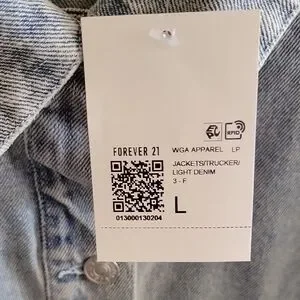 RFID
FOREVER 21
WGA APPAREL LP
JACKETS/TRUCKER/
LIGHT DENIM
3 - F
013000130204
L